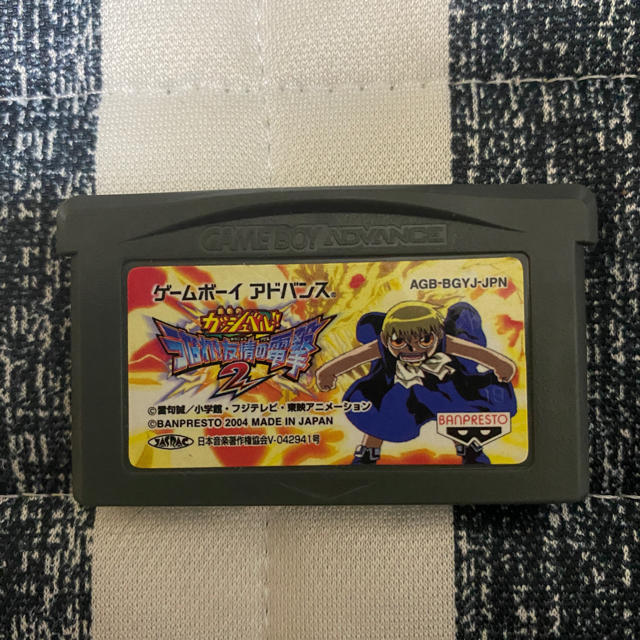 GAME BOY ADVANCE
ゲームボーイ アドバンス
AGB-BGYJ-JPN
ガッシュベル!!
うなれ!友情の電撃
2
©雷句誠／小学館・フジテレビ・東映アニメーション
©BANPRESTO 2004 MADE IN JAPAN
JASRAC
日本音楽著作権協会V-042941号
BANPRESTO